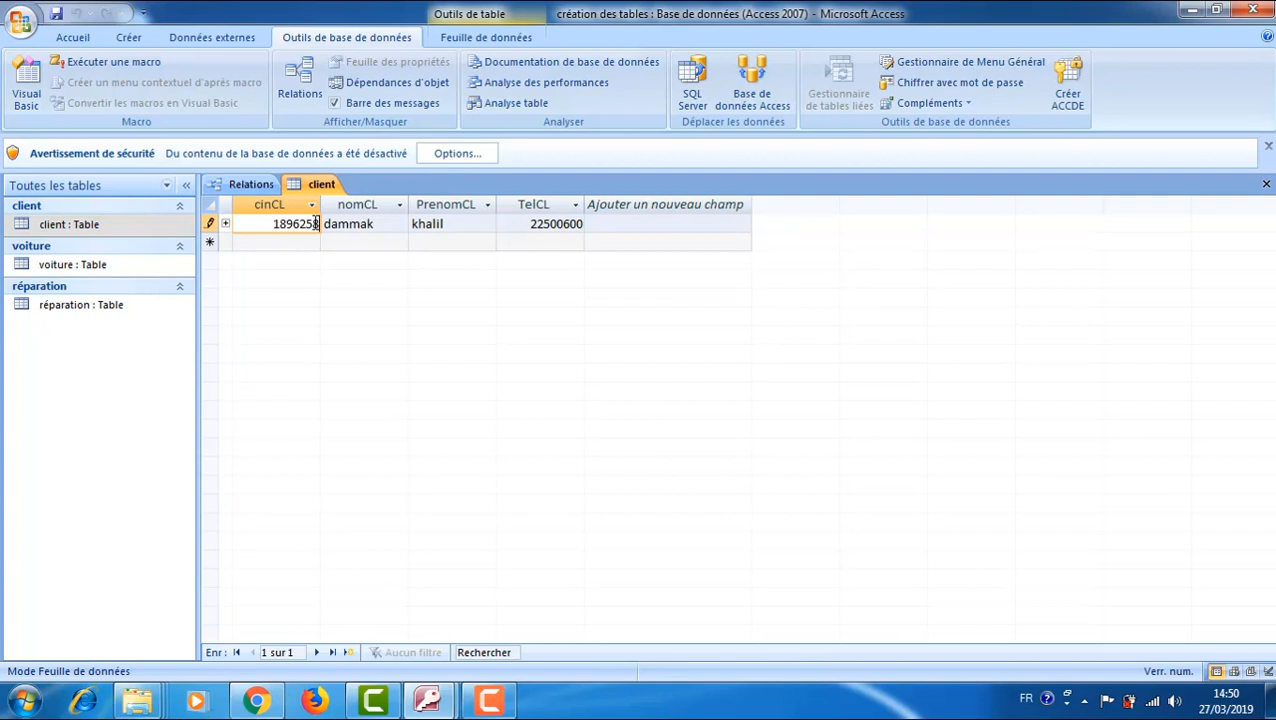 Outils de table
création des tables : Base de données (Access 2007) - Microsoft Access
Accueil
Créer
Données externes
Outils de base de données
Feuille de données
Visual Basic
Exécuter une macro
Créer un menu contextuel d'après macro
Convertir les macros en Visual Basic
Macro
Relations
Feuille des propriétés
Dépendances d'objet
Barre des messages
Afficher/Masquer
Documentation de base de données
Analyse des performances
Analyse table
Analyser
SQL Server
Base de données Access
Déplacer les données
Gestionnaire de tables liées
Gestionnaire de Menu Général
Chiffrer avec mot de passe
Compléments
Créer ACCDE
Outils de base de données
Avertissement de sécurité Du contenu de la base de données a été désactivé Options...
Toutes les tables
client
client : Table
voiture
voiture : Table
réparation
réparation : Table
Relations
client
cinCL nomCL PrenomCL TelCL Ajouter un nouveau champ
dammak khalil 22500600
Enr : 1 sur 1 Aucun filtre Rechercher
Mode Feuille de données
Verr. num.
FR
14:50
27/03/2019